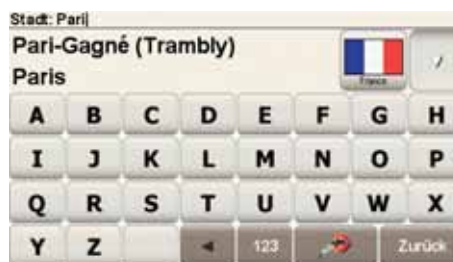 Stadt: Pari
Pari-Gagné (Trambly)
Paris
France
A B C D E F G H
I J K L M N O P
Q R S T U V W X
Y Z 123 Zurück